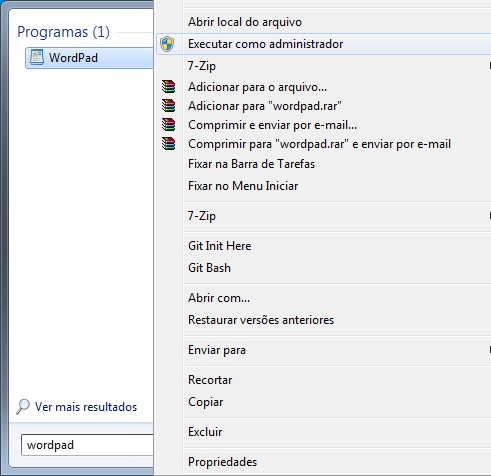 Programas (1)
WordPad
Abrir local do arquivo
Executar como administrador
7-Zip
Adicionar para o arquivo...
Adicionar para "wordpad.rar"
Comprimir e enviar por e-mail...
Comprimir para "wordpad.rar" e enviar por e-mail
Fixar na Barra de Tarefas
Fixar no Menu Iniciar
7-Zip
Git Init Here
Git Bash
Abrir com...
Restaurar versões anteriores
Enviar para
Recortar
Copiar
Excluir
Propriedades
Ver mais resultados
wordpad